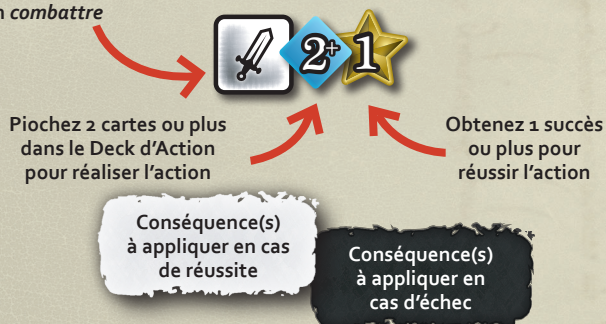 combattre
2+ 1
Piochez 2 cartes ou plus
dans le Deck d'Action
pour réaliser l'action
Obtenez 1 succès
ou plus pour
réussir l'action
Conséquence(s)
à appliquer en cas
de réussite
Conséquence(s)
à appliquer en
cas d'échec